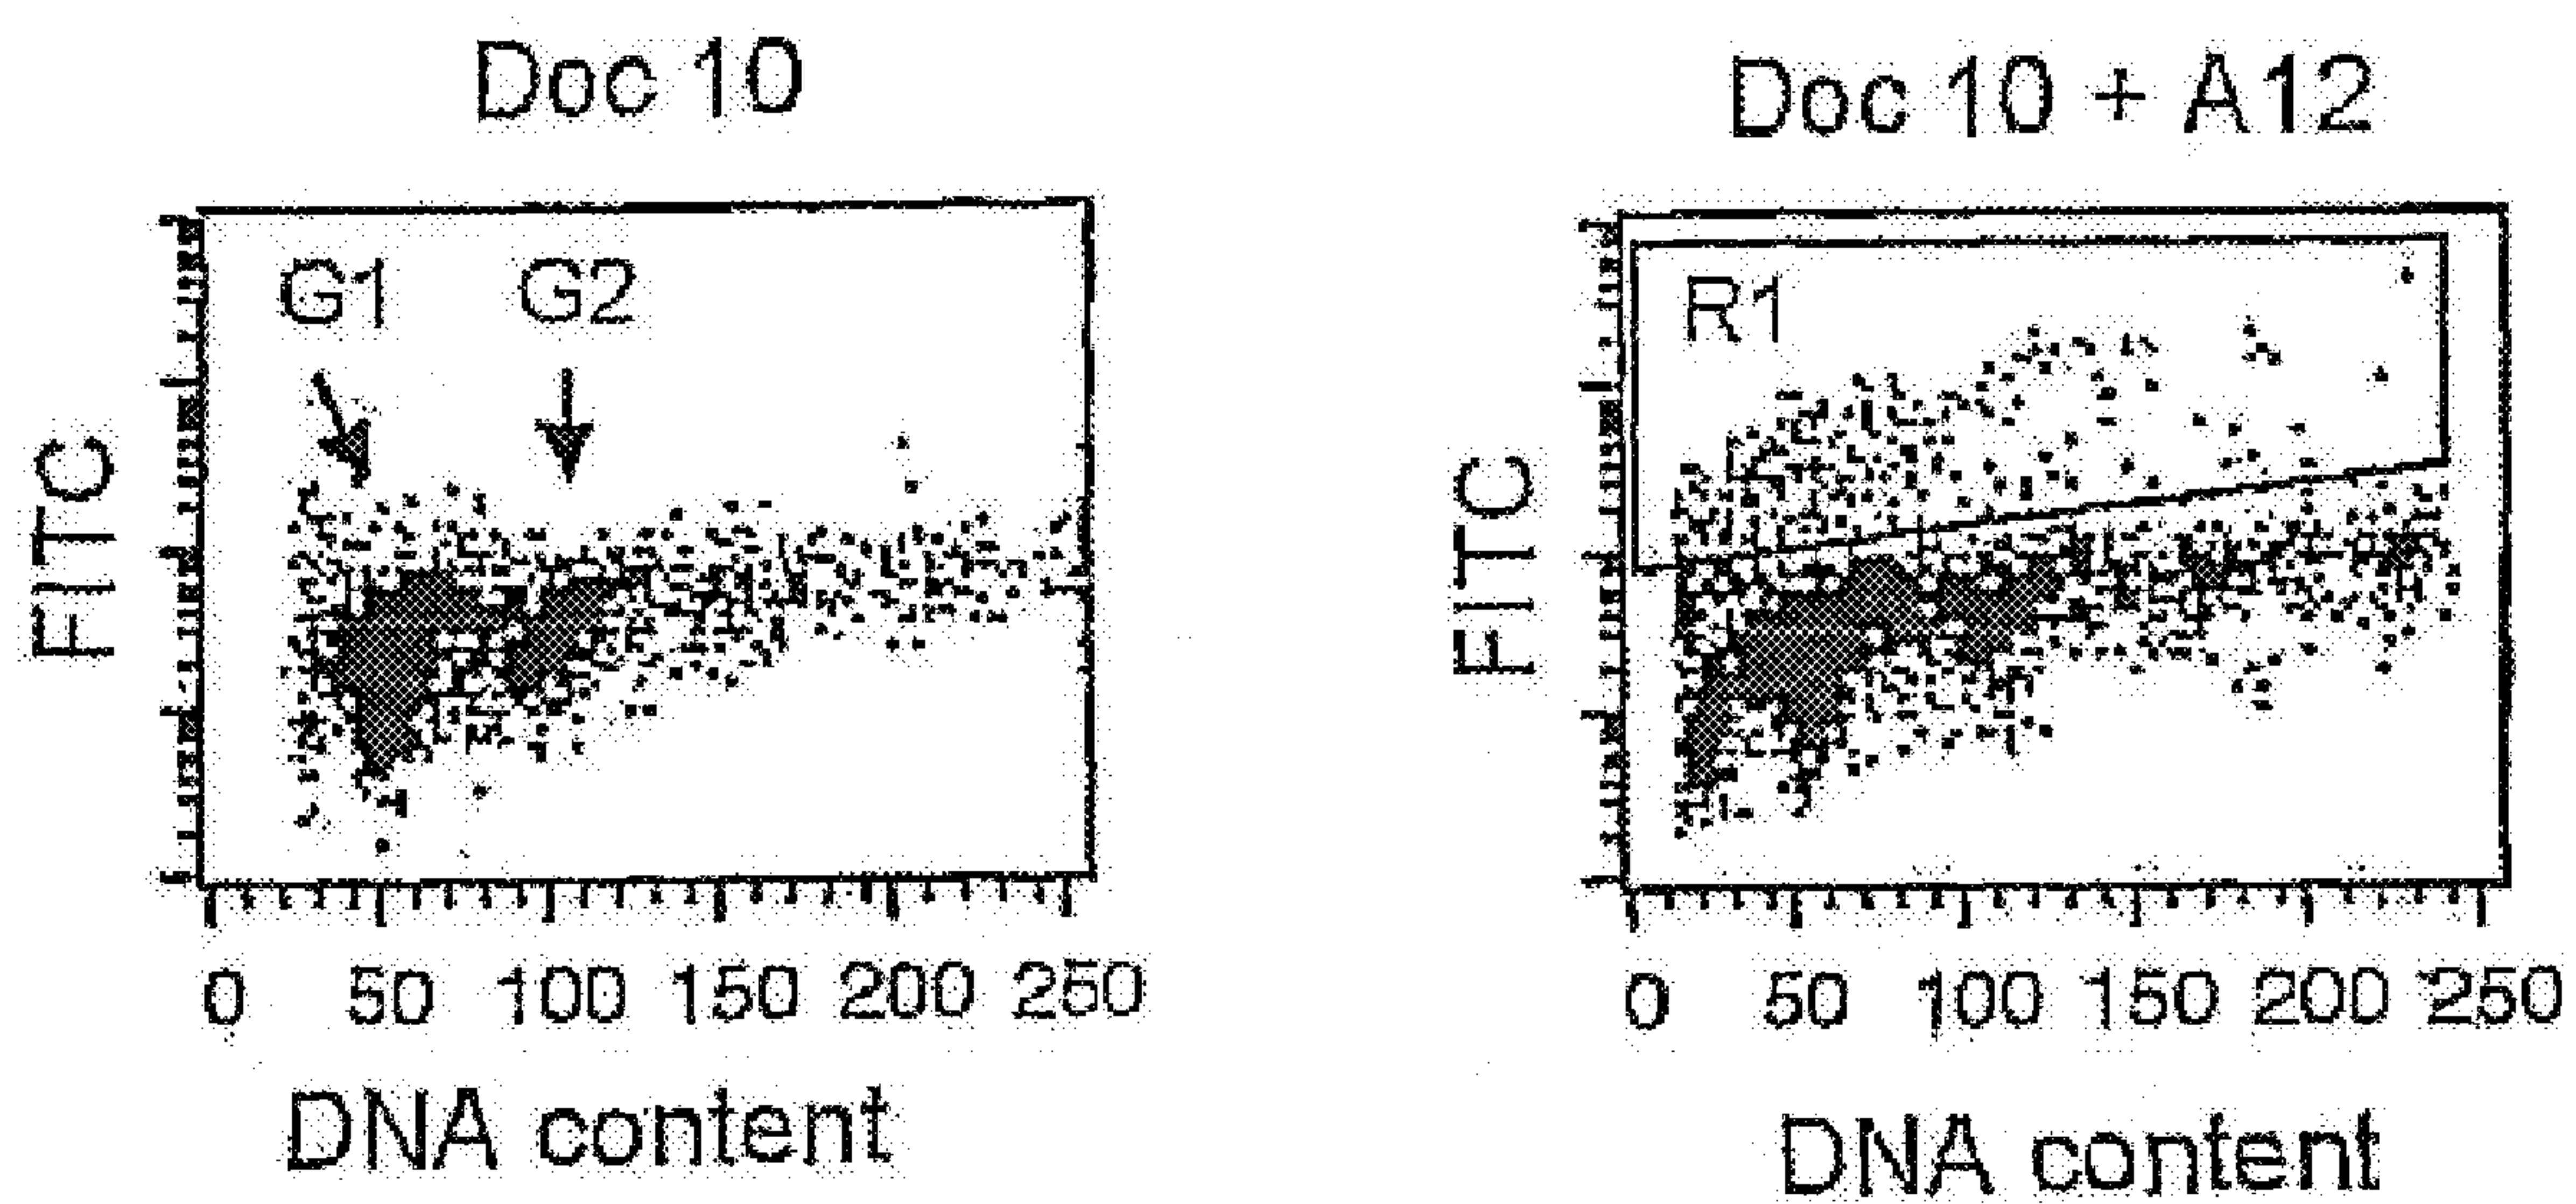 Doc 10
G1 G2
FITC
0 50 100 150 200 250
DNA content
Doc 10 + A12
R1
FITC
0 50 100 150 200 250
DNA content